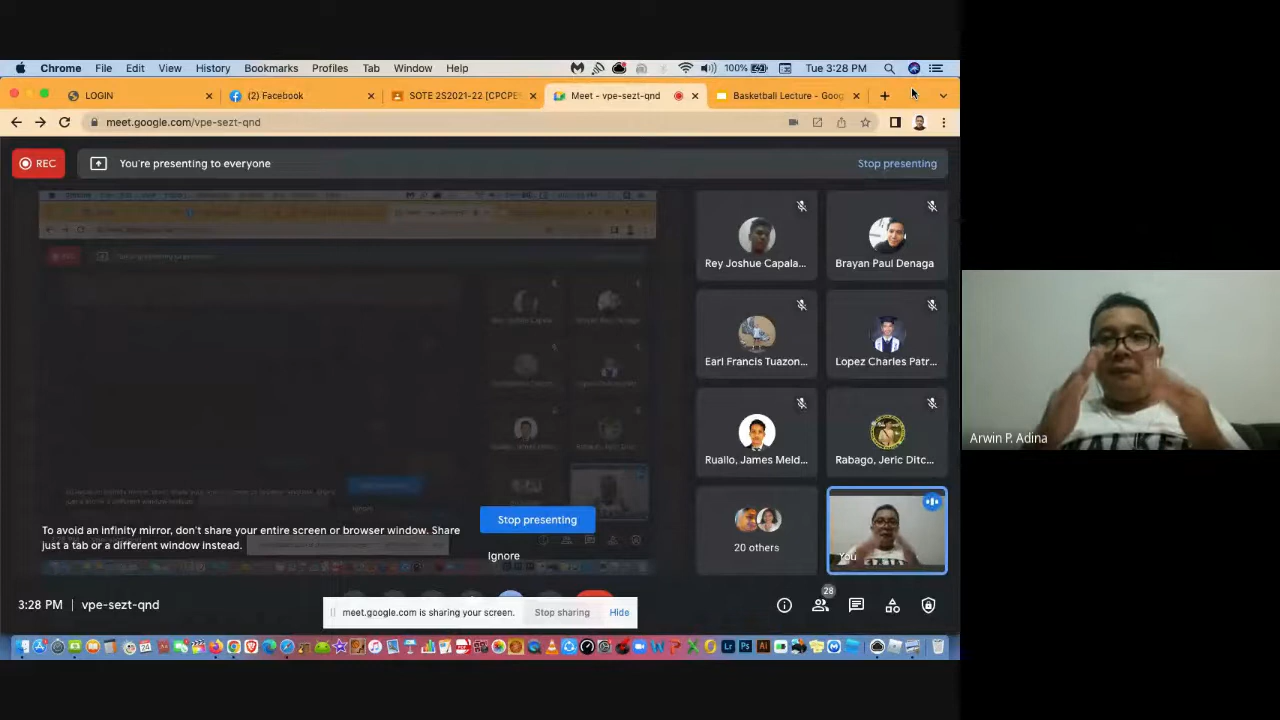 Chrome File Edit View History Bookmarks Profiles Tab Window Help 100% Tue 3:28 PM
LOGIN
(2) Facebook
SOTE 2S2021-22 [CPCPE
Meet - vpe-sezt-qnd
Basketball Lecture - Goog
meet.google.com/vpe-sezt-qnd
REC
You're presenting to everyone
Stop presenting
Rey Joshue Capala...
Brayan Paul Denaga
Earl Francis Tuazon...
Lopez Charles Patr...
Ruallo, James Meld...
Rabago, Jeric Ditc...
Arwin P. Adina
To avoid an infinity mirror, don't share your entire screen or browser window. Share
just a tab or a different window instead.
Stop presenting
Ignore
20 others
You
3:28 PM
vpe-sezt-qnd
meet.google.com is sharing your screen.
Stop sharing
Hide
28